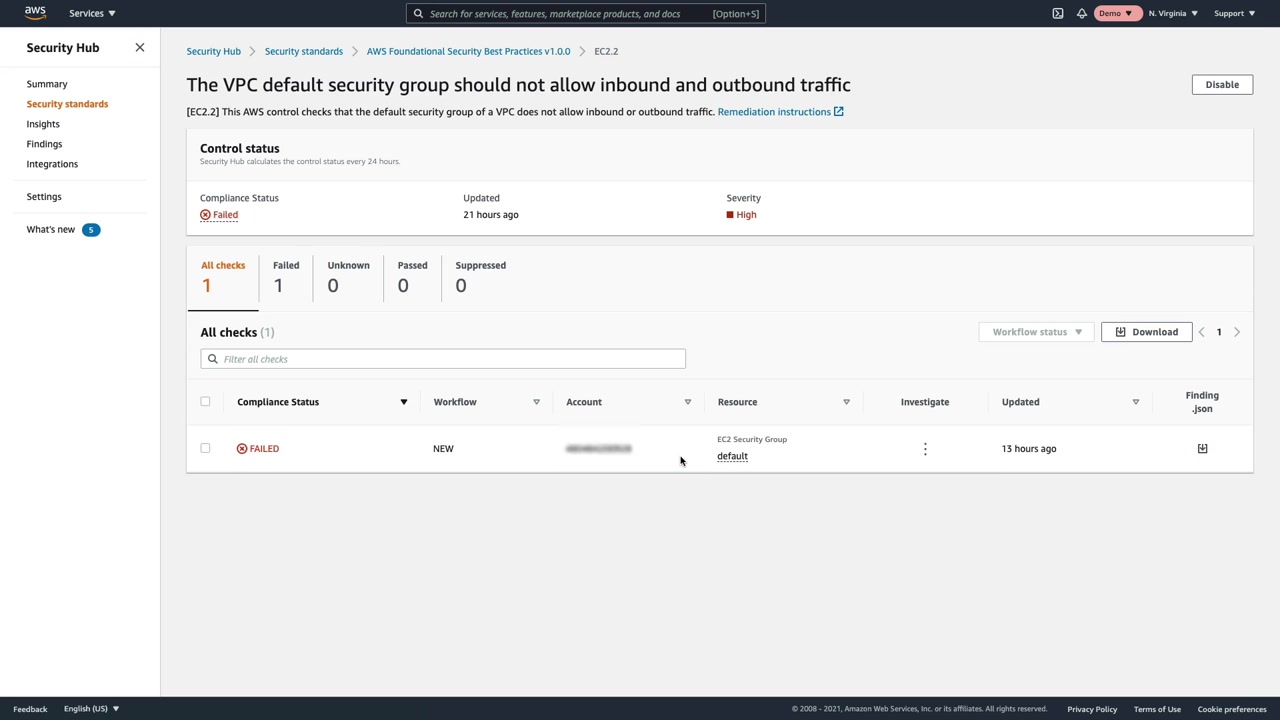 aws
Services
Search for services, features, marketplace products, and docs [Option+S]
Demo
N. Virginia
Support
Security Hub
Summary
Security standards
Insights
Findings
Integrations
Settings
What's new 5
Security Hub > Security standards > AWS Foundational Security Best Practices v1.0.0 > EC2.2
The VPC default security group should not allow inbound and outbound traffic
Disable
[EC2.2] This AWS control checks that the default security group of a VPC does not allow inbound or outbound traffic. Remediation instructions
Control status
Security Hub calculates the control status every 24 hours.
Compliance Status Updated Severity
Failed 21 hours ago High
All checks Failed Unknown Passed Suppressed
1 1 0 0 0
All checks (1)
Workflow status Download 1
Filter all checks
Compliance Status Workflow Account Resource Investigate Updated Finding
.json
FAILED NEW EC2 Security Group 13 hours ago
default
Feedback English (US) © 2008 - 2021, Amazon Web Services, Inc. or its affiliates. All rights reserved. Privacy Policy Terms of Use Cookie preferences